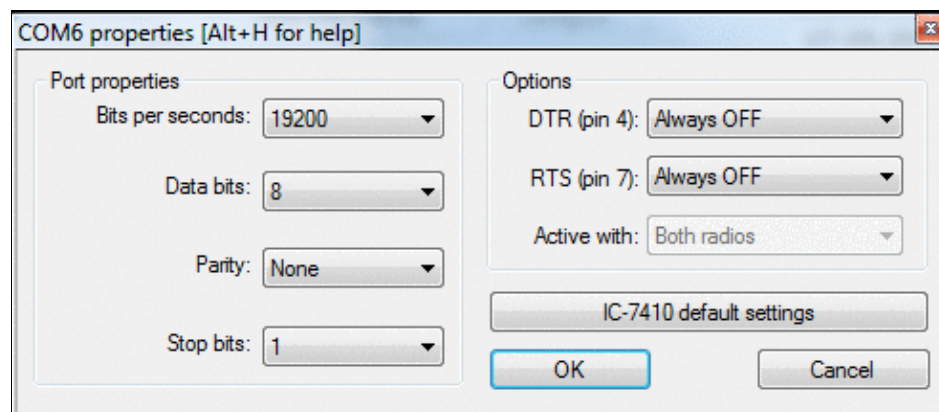 COM6 properties [Alt+H for help]
x
Port properties
Bits per seconds: 19200
Data bits: 8
Parity: None
Stop bits: 1
Options
DTR (pin 4): Always OFF
RTS (pin 7): Always OFF
Active with: Both radios
IC-7410 default settings
OK Cancel